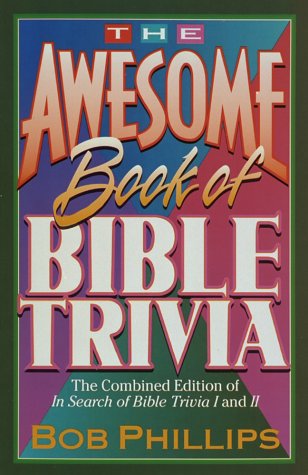 THE
AWESOME
Book of
BIBLE
TRIVIA
The Combined Edition of
In Search of Bible Trivia I and II
BOB PHILLIPS